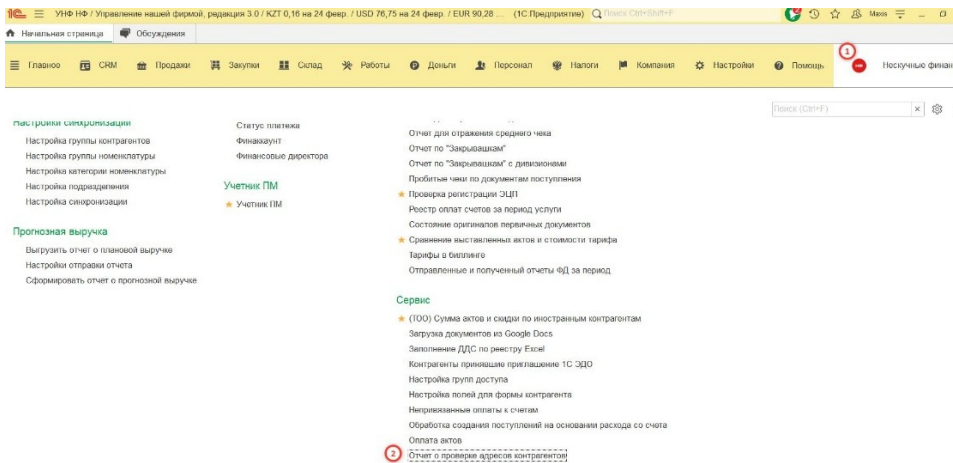 1С УНФ НФ / Управление нашей фирмой, редакция 3.0 / KZT 0,16 на 24 февр. / USD 76,75 на 24 февр. / EUR 90,28 ... (1С:Предприятие) Поиск Ctrl+Shift+F
Начальная страница Обсуждения
1
Главное CRM Продажи Закупки Склад Работы Деньги Персонал Налоги Компания Настройки Помощь Нескучные финан
Поиск (Ctrl+F) ×
Настройки синхронизации
Настройка группы контрагентов
Настройка группы номенклатуры
Настройка категории номенклатуры
Настройка подразделения
Настройка синхронизации
Прогнозная выручка
Выгрузить отчет о плановой выручке
Настройки отправки отчета
Сформировать отчет о прогнозной выручке
Статус платежа
Финаккаунт
Финансовые директора
Учетник ПМ
Учетник ПМ
Отчет для отражения среднего чека
Отчет по "Закрывашкам"
Отчет по "Закрывашкам" с дивизионами
Пробитые чеки по документам поступления
Проверка регистрации ЭЦП
Реестр оплат счетов за период услуги
Состояние оригиналов первичных документов
Сравнение выставленных актов и стоимости тарифа
Тарифы в биллинге
Отправленные и полученный отчеты ФД за период
Сервис
(ТОО) Сумма актов и скидки по иностранным контрагентам
Загрузка документов из Google Docs
Заполнение ДДС по реестру Excel
Контрагенты принявшие приглашение 1С ЭДО
Настройка групп доступа
Настройка полей для формы контрагента
Непривязанные оплаты к счетам
Обработка создания поступлений на основании расхода со счета
Оплата актов
2 Отчет о проверке адресов контрагентов